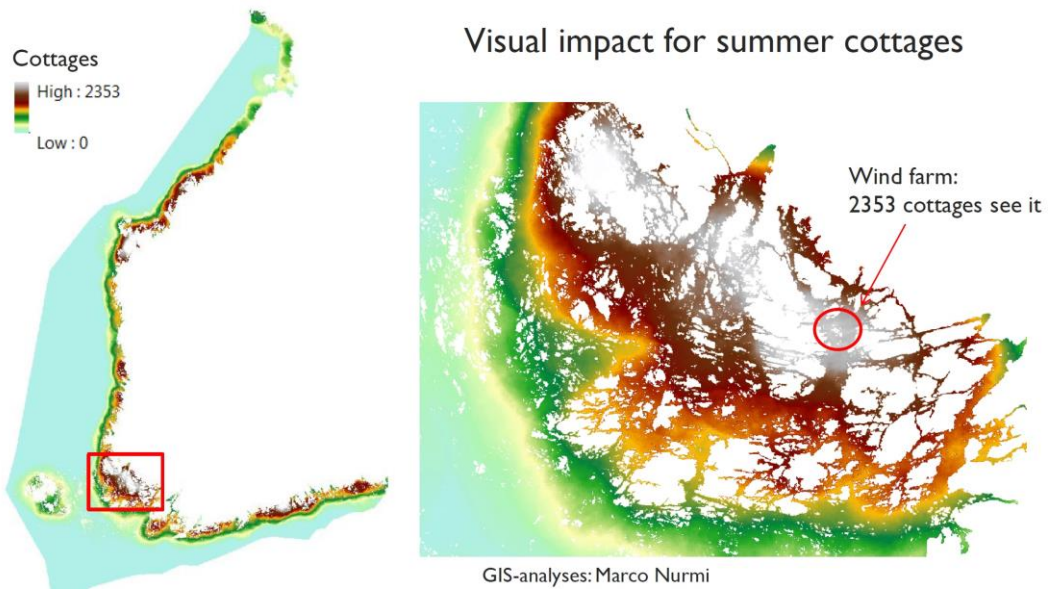 Visual impact for summer cottages
Cottages
High : 2353
Low : 0
Wind farm:
2353 cottages see it
GIS-analyses: Marco Nurmi